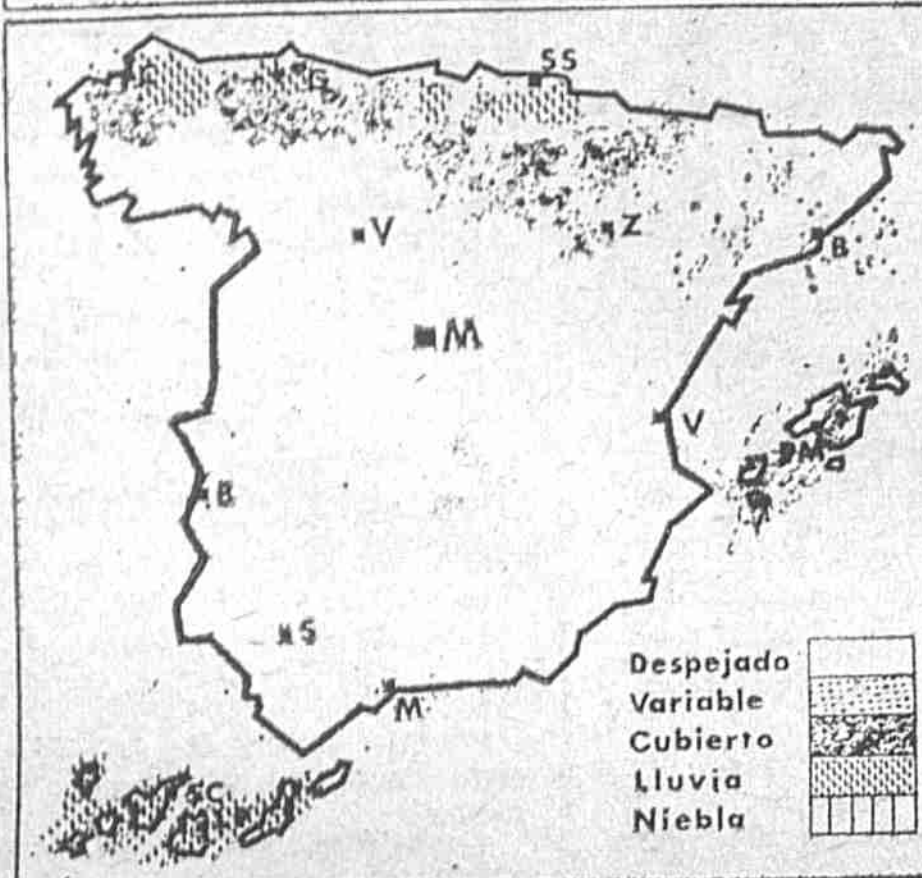 SS
C
G
V
Z
B
M
V
PM
B
S
M
SC
Despejado
Variable
Cubierto
Lluvia
Niebla